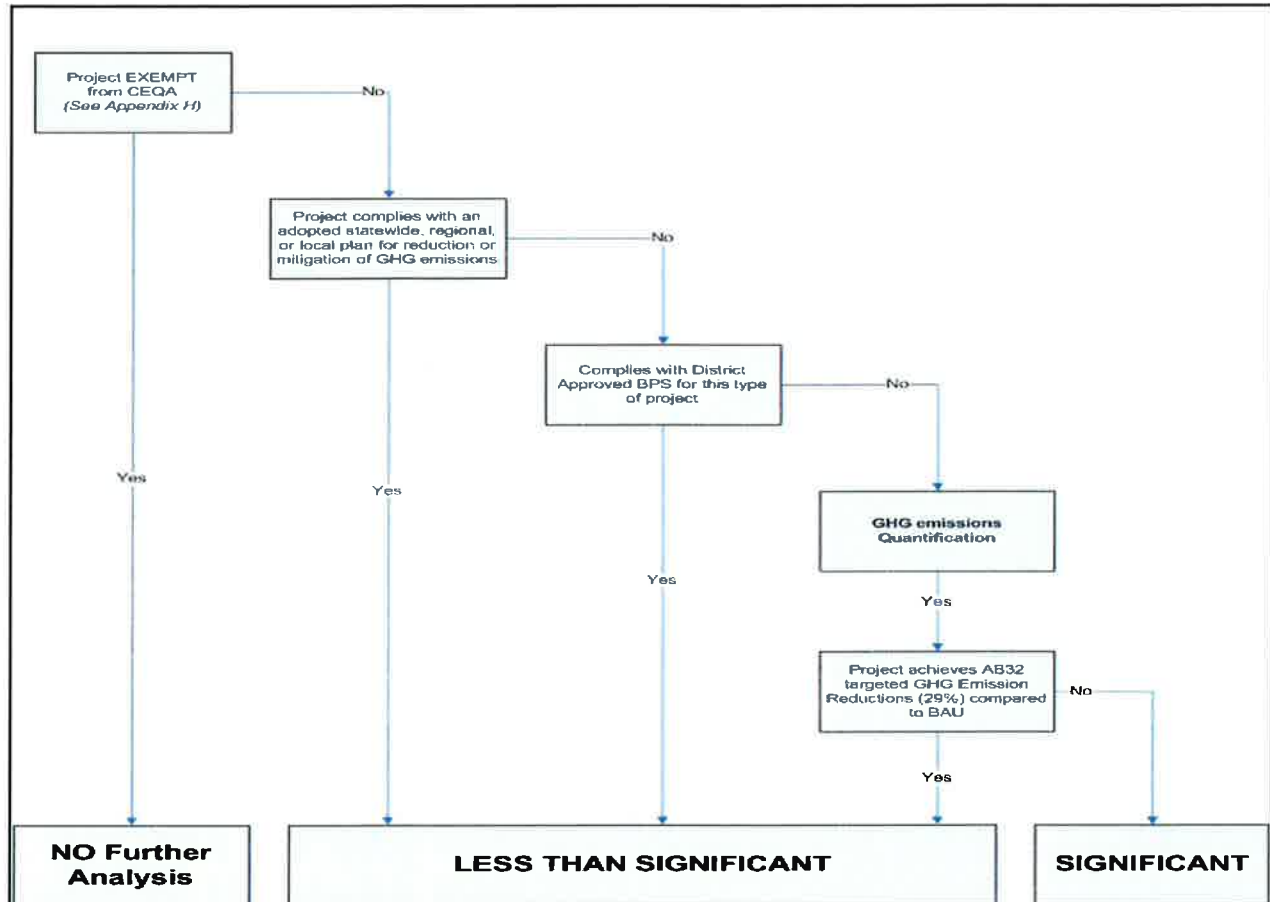 Project EXEMPT
from CEQA
(See Appendix H)
No
Project complies with an
adopted statewide, regional,
or local plan for reduction or
mitigation of GHG emissions
No
Complies with District
Approved BPS for this type
of project
No
Yes
Yes
GHG emissions
Quantification
Yes
Yes
Project achieves AB32
targeted GHG Emission
Reductions (29%) compared
to BAU
No
Yes
NO Further
Analysis
LESS THAN SIGNIFICANT
SIGNIFICANT